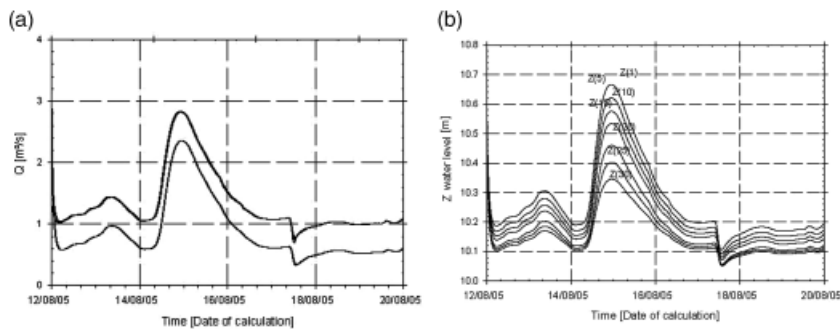 (a)
4
3
2
1
0
Q [m³/s]
12/08/05 14/08/05 16/08/05 18/08/05 20/08/05
Time [Date of calculation]
(b)
10.8
10.7
10.6
10.5
10.4
10.3
10.2
10.1
10.0
Z water level [m]
Z(1)
Z(5)
Z(10)
12/08/05 14/08/05 16/08/05 18/08/05 20/08/05
Time [Date of calculation]